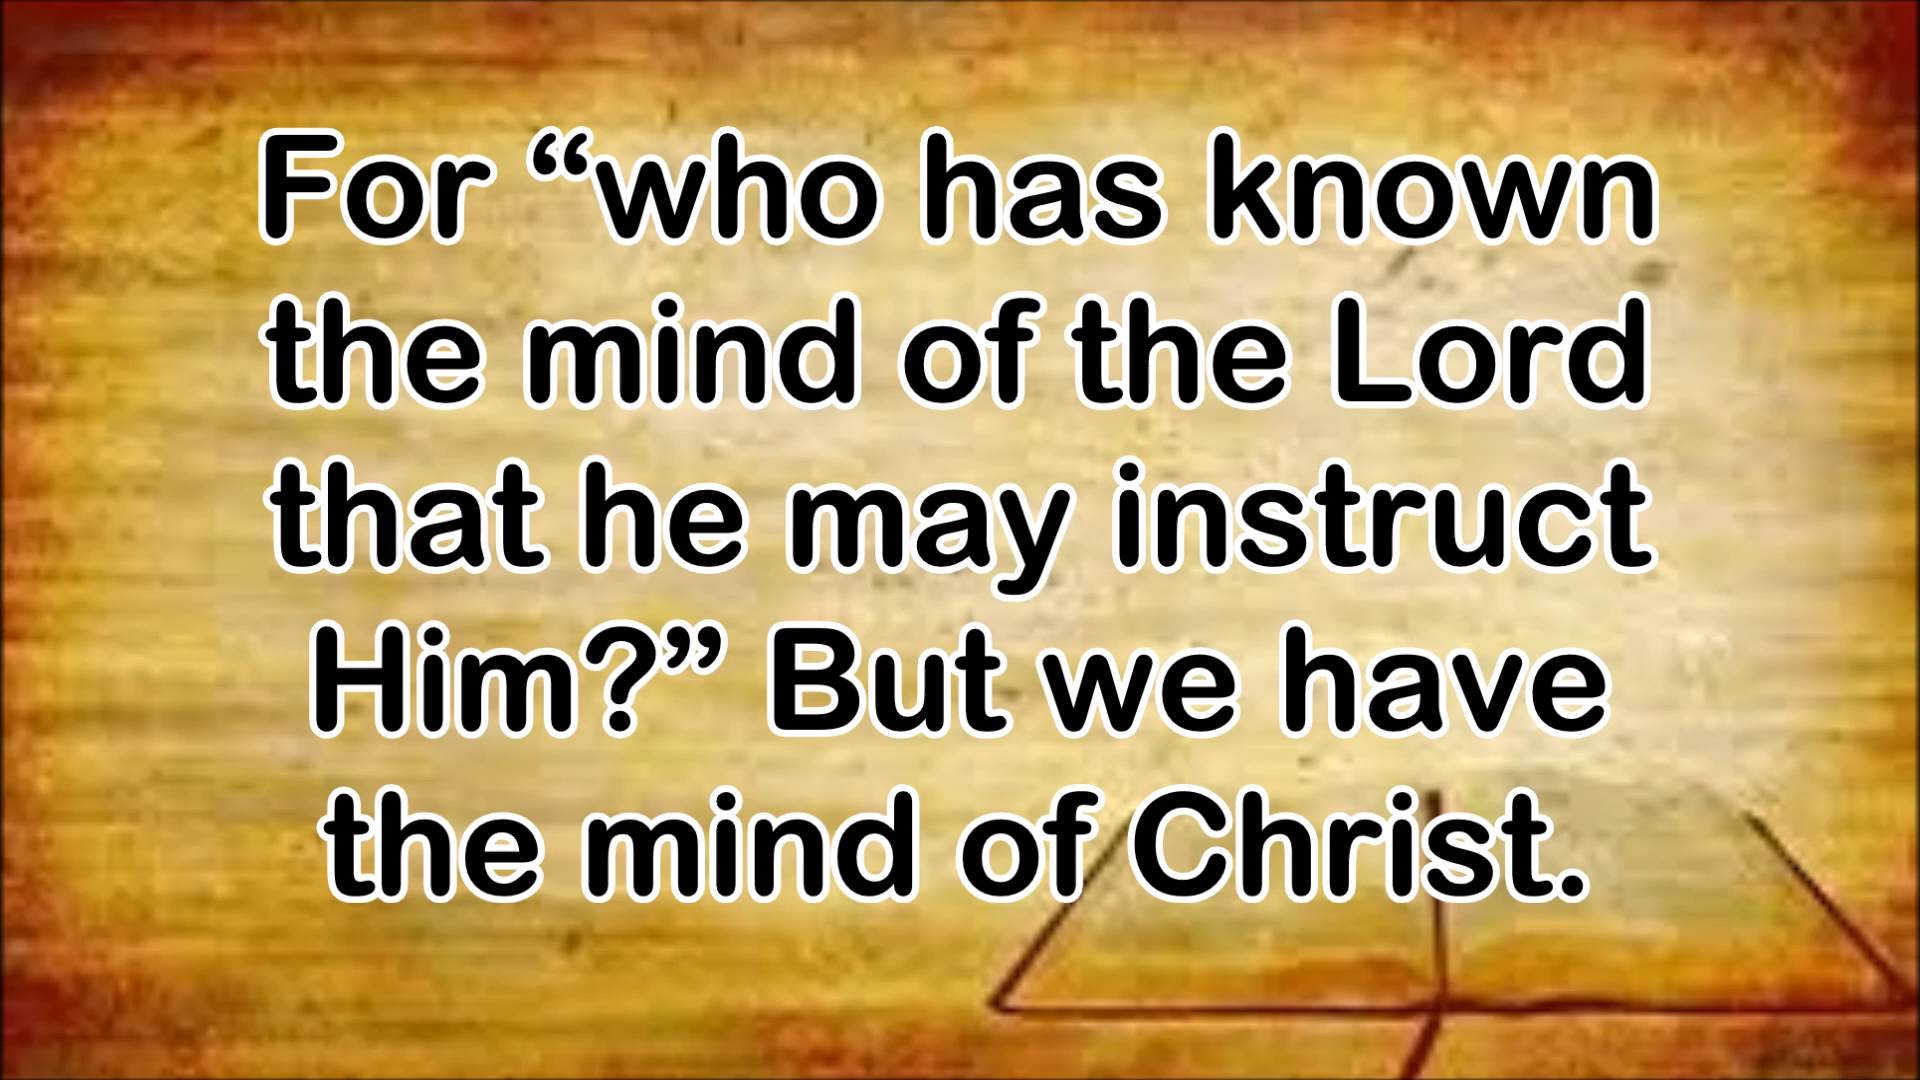 For “who has known
the mind of the Lord
that he may instruct
Him?” But we have
the mind of Christ.